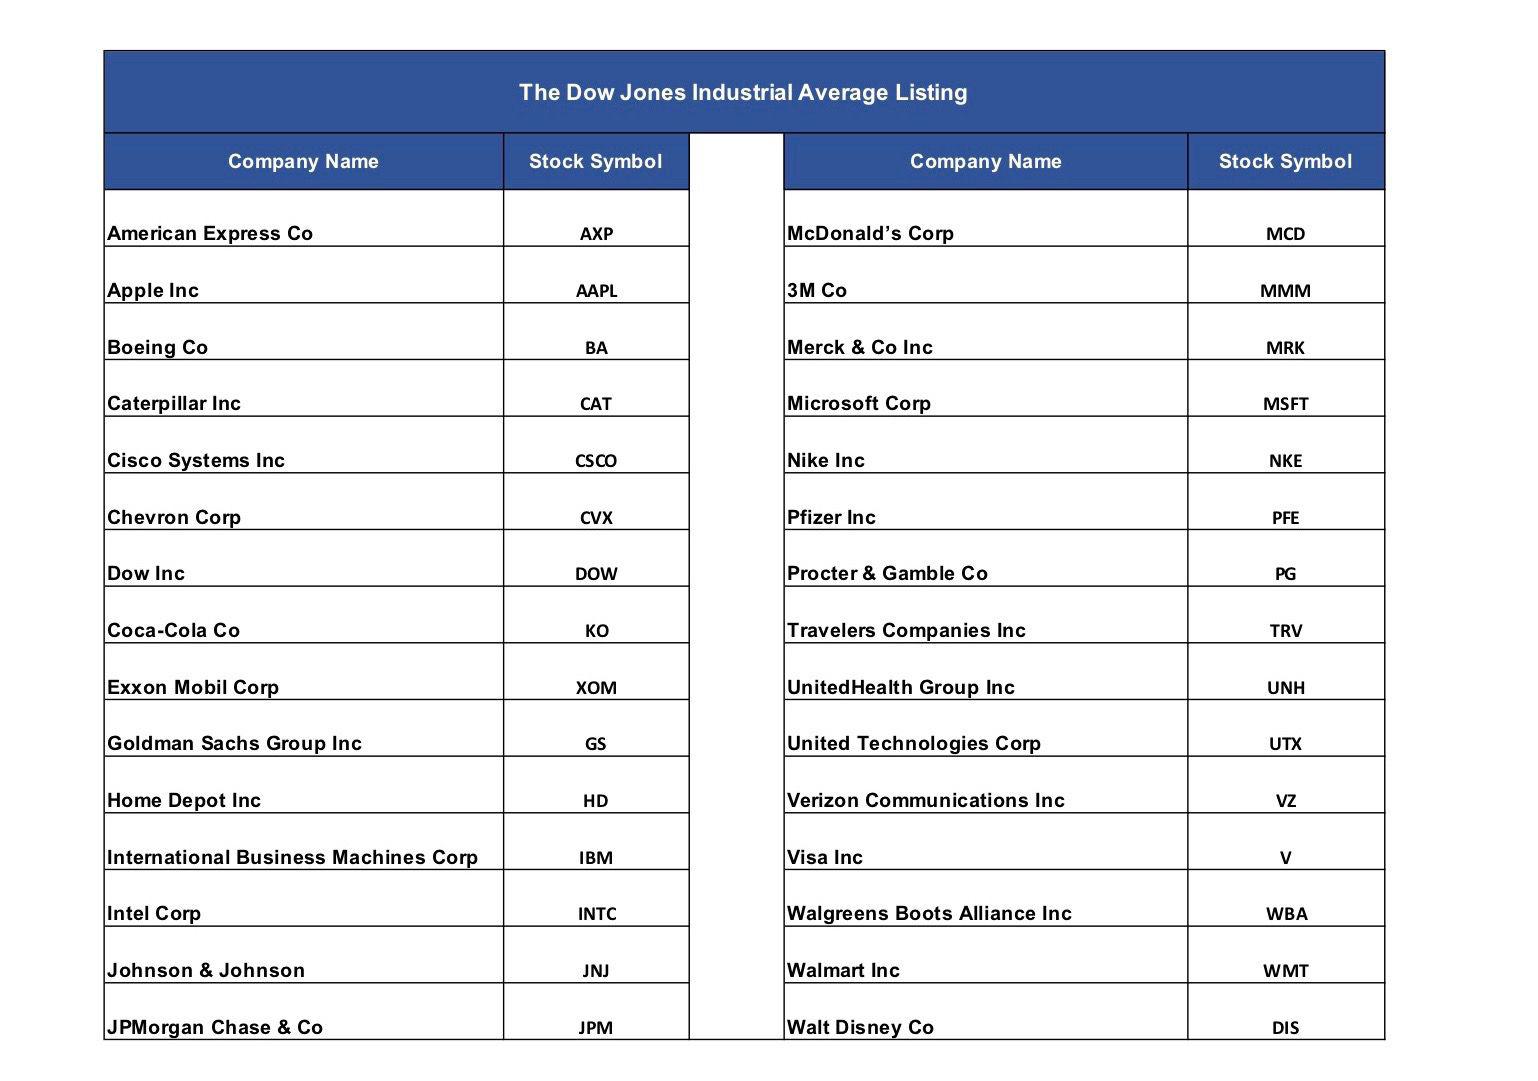 The Dow Jones Industrial Average Listing
Company Name Stock Symbol Company Name Stock Symbol
American Express Co AXP McDonald’s Corp MCD
Apple Inc AAPL 3M Co MMM
Boeing Co BA Merck & Co Inc MRK
Caterpillar Inc CAT Microsoft Corp MSFT
Cisco Systems Inc CSCO Nike Inc NKE
Chevron Corp CVX Pfizer Inc PFE
Dow Inc DOW Procter & Gamble Co PG
Coca-Cola Co KO Travelers Companies Inc TRV
Exxon Mobil Corp XOM UnitedHealth Group Inc UNH
Goldman Sachs Group Inc GS United Technologies Corp UTX
Home Depot Inc HD Verizon Communications Inc VZ
International Business Machines Corp IBM Visa Inc V
Intel Corp INTC Walgreens Boots Alliance Inc WBA
Johnson & Johnson JNJ Walmart Inc WMT
JPMorgan Chase & Co JPM Walt Disney Co DIS